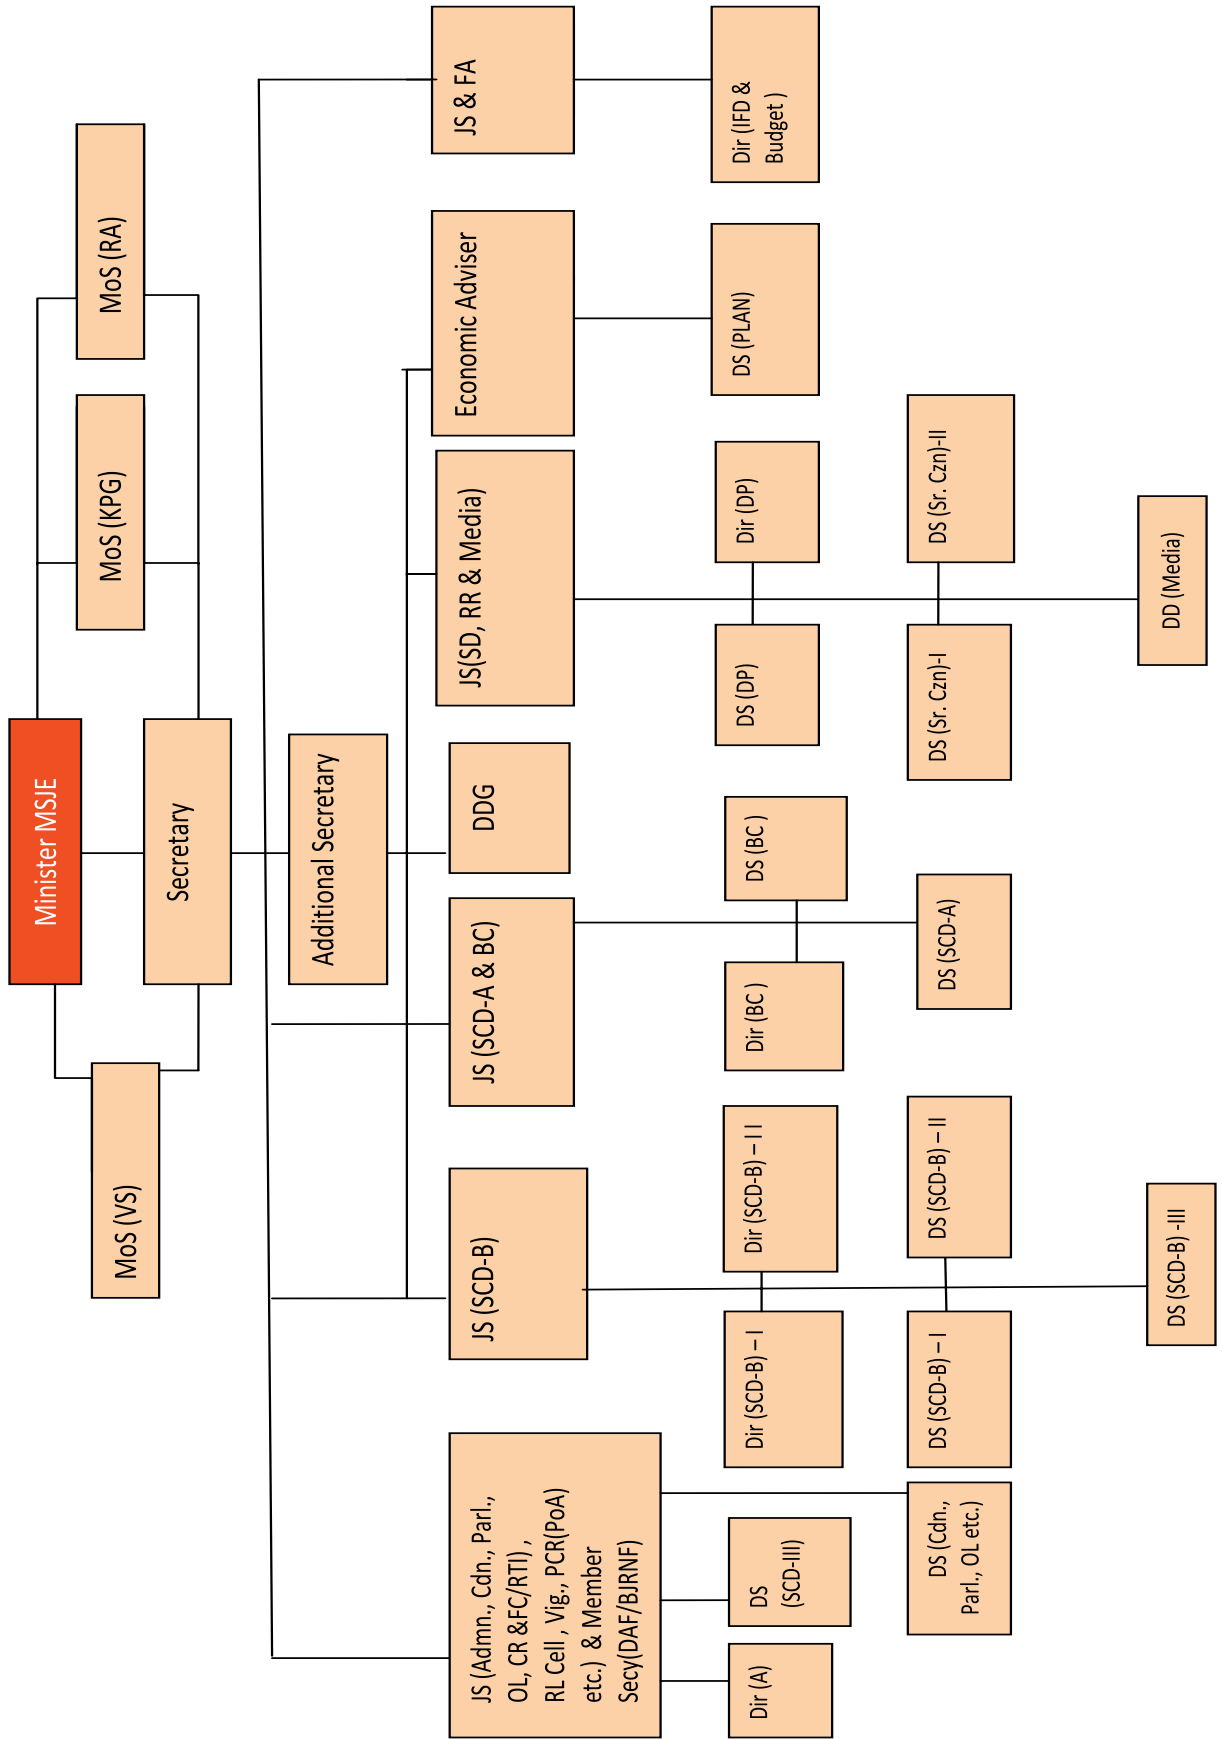 Minister MSJE
MoS (VS)
MoS (KPG)
MoS (RA)
Secretary
Additional Secretary
JS (Admn., Cdn., Parl.,
OL, CR &FC/RTI) ,
RL Cell , Vig., PCR(PoA)
etc.) & Member
Secy(DAF/BJRNF)
JS (SCD-B)
JS (SCD-A & BC)
DDG
JS(SD, RR & Media)
Economic Adviser
JS & FA
Dir (A)
DS
(SCD-III)
Dir (SCD-B) – I
Dir (SCD-B) – I I
Dir (BC )
DS (BC )
DS (DP)
Dir (DP)
DS (PLAN)
Dir (IFD &
Budget )
DS (Cdn.,
Parl., OL etc.)
DS (SCD-B) – I
DS (SCD-B) – II
DS (SCD-A)
DS (Sr. Czn)-I
DS (Sr. Czn)-II
DS (SCD-B) -III
DD (Media)